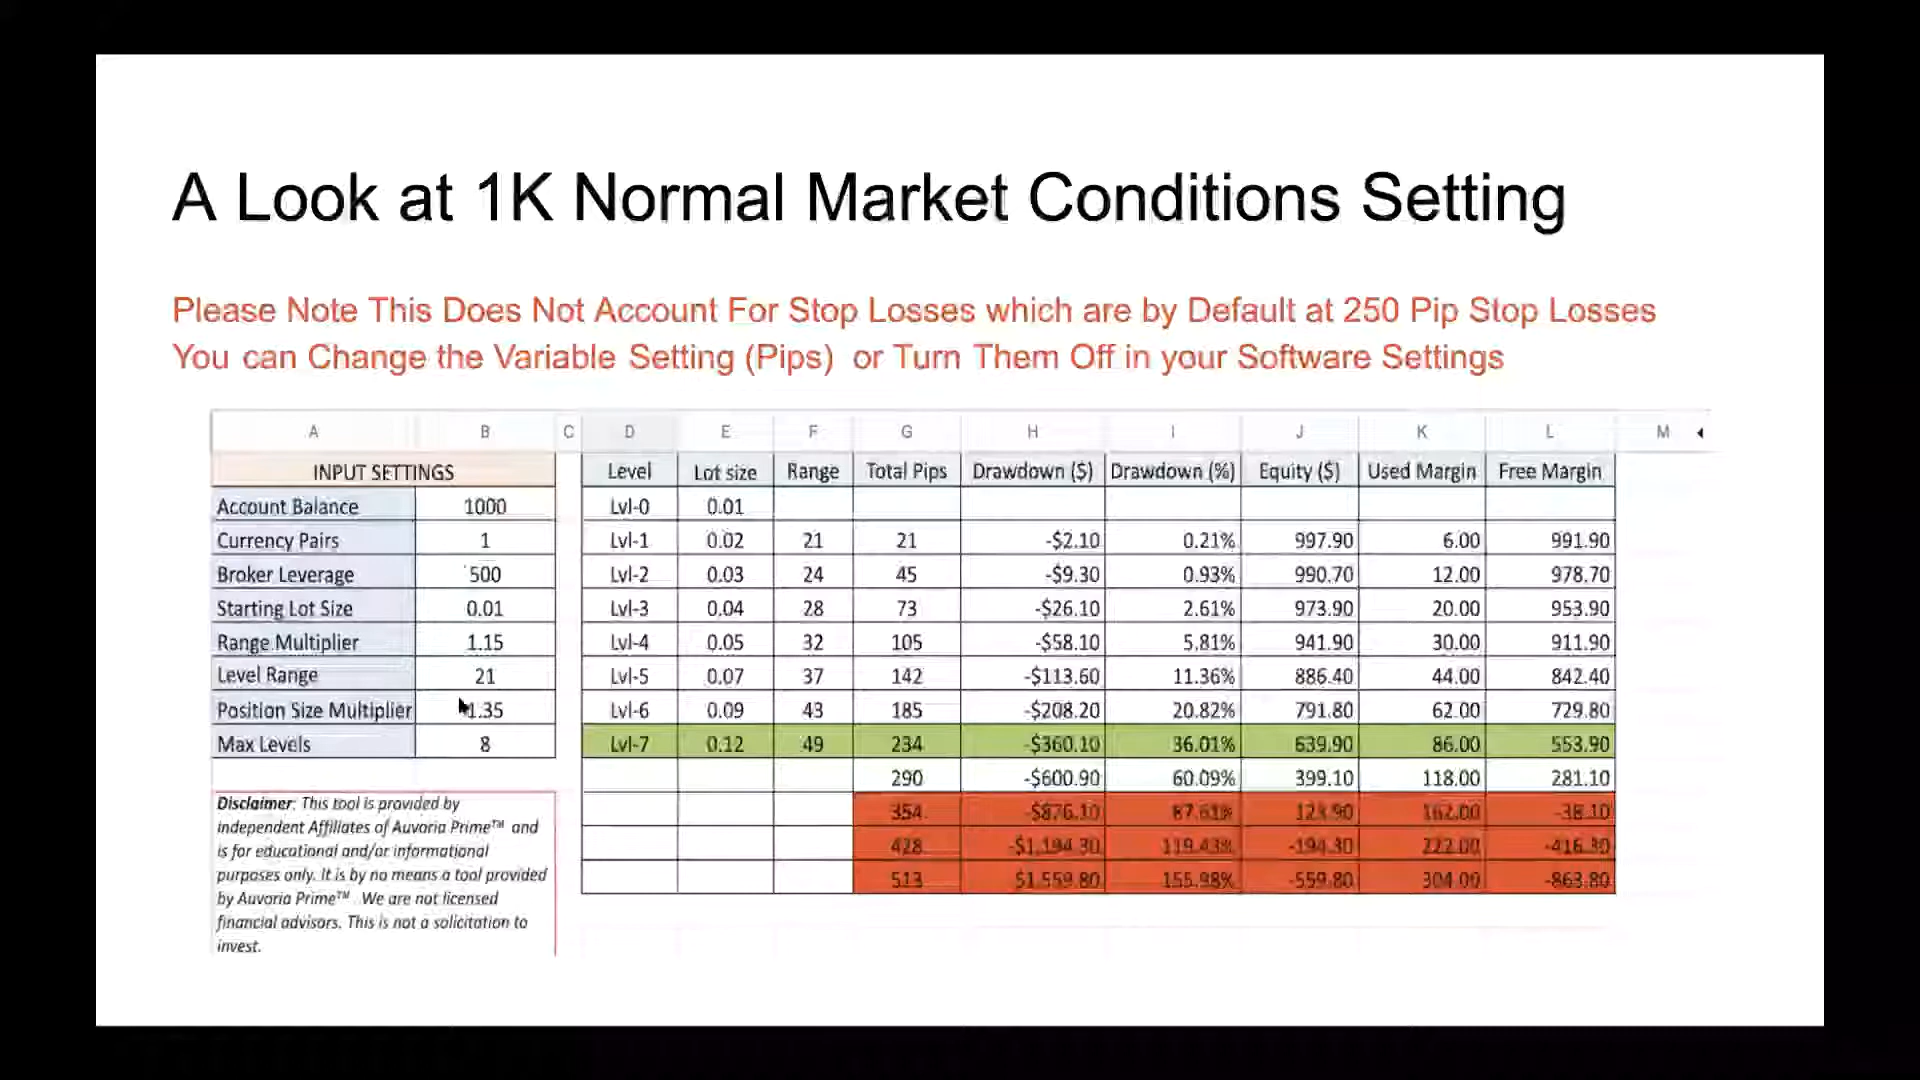 A Look at 1K Normal Market Conditions Setting
Please Note This Does Not Account For Stop Losses which are by Default at 250 Pip Stop Losses
You can Change the Variable Setting (Pips) or Turn Them Off in your Software Settings
A B C D E F G H I J K L M
INPUT SETTINGS Level Lot size Range Total Pips Drawdown ($) Drawdown (%) Equity ($) Used Margin Free Margin
Account Balance 1000 Lvl-0 0.01
Currency Pairs 1 Lvl-1 0.02 21 21 -$2.10 0.21% 997.90 6.00 991.90
Broker Leverage 500 Lvl-2 0.03 24 45 -$9.30 0.93% 990.70 12.00 978.70
Starting Lot Size 0.01 Lvl-3 0.04 28 73 -$26.10 2.61% 973.90 20.00 953.90
Range Multiplier 1.15 Lvl-4 0.05 32 105 -$58.10 5.81% 941.90 30.00 911.90
Level Range 21 Lvl-5 0.07 37 142 -$113.60 11.36% 886.40 44.00 842.40
Position Size Multiplier 1.35 Lvl-6 0.09 43 185 -$208.20 20.82% 791.80 62.00 729.80
Max Levels 8 Lvl-7 0.12 49 234 -$360.10 36.01% 639.90 86.00 553.90
290 -$600.90 60.09% 399.10 118.00 281.10
354 -$876.10 87.61% 123.90 162.00 -38.10
428 -$1,194.30 119.43% -194.30 222.00 -416.30
513 $1,559.80 155.98% -559.80 304.00 -863.80
Disclaimer: This tool is provided by
independent Affiliates of Auvoria Prime™ and
is for educational and/or informational
purposes only. It is by no means a tool provided
by Auvoria Prime™. We are not licensed
financial advisors. This is not a solicitation to
invest.